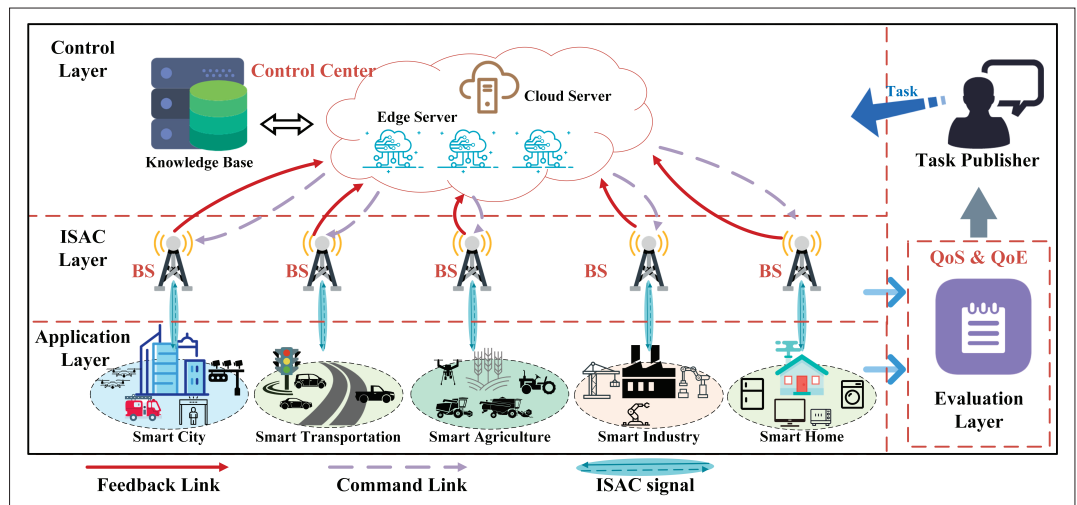 Control
Layer
Control Center
Cloud Server
Edge Server
Knowledge Base
Task
Task Publisher
ISAC
Layer
BS
BS
BS
BS
BS
QoS & QoE
Evaluation
Layer
Application
Layer
Smart City
Smart Transportation
Smart Agriculture
Smart Industry
Smart Home
Feedback Link
Command Link
ISAC signal